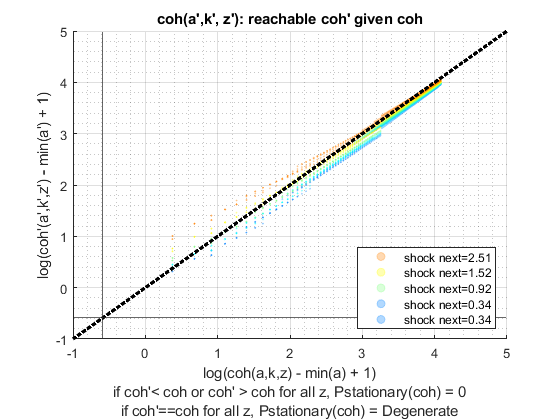 coh(a',k', z'): reachable coh' given coh
log(coh'(a',k',z') - min(a') + 1)
5
4
3
2
1
0
-1
shock next=2.51
shock next=1.52
shock next=0.92
shock next=0.34
shock next=0.34
-1
0
1
2
3
4
5
log(coh(a,k,z) - min(a) + 1)
if coh'< coh or coh' > coh for all z, Pstationary(coh) = 0
if coh'==coh for all z, Pstationary(coh) = Degenerate